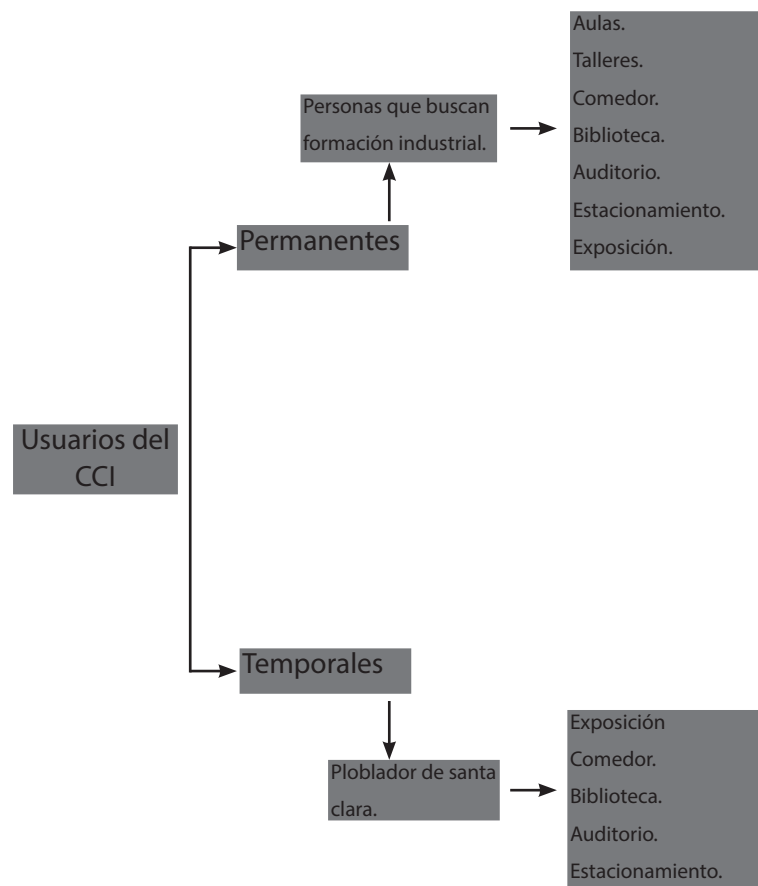 Aulas.
Talleres.
Comedor.
Biblioteca.
Auditorio.
Estacionamiento.
Exposición.
Personas que buscan
formación industrial.
Permanentes
Usuarios del
CCI
Temporales
Ploblador de santa
clara.
Exposición
Comedor.
Biblioteca.
Auditorio.
Estacionamiento.